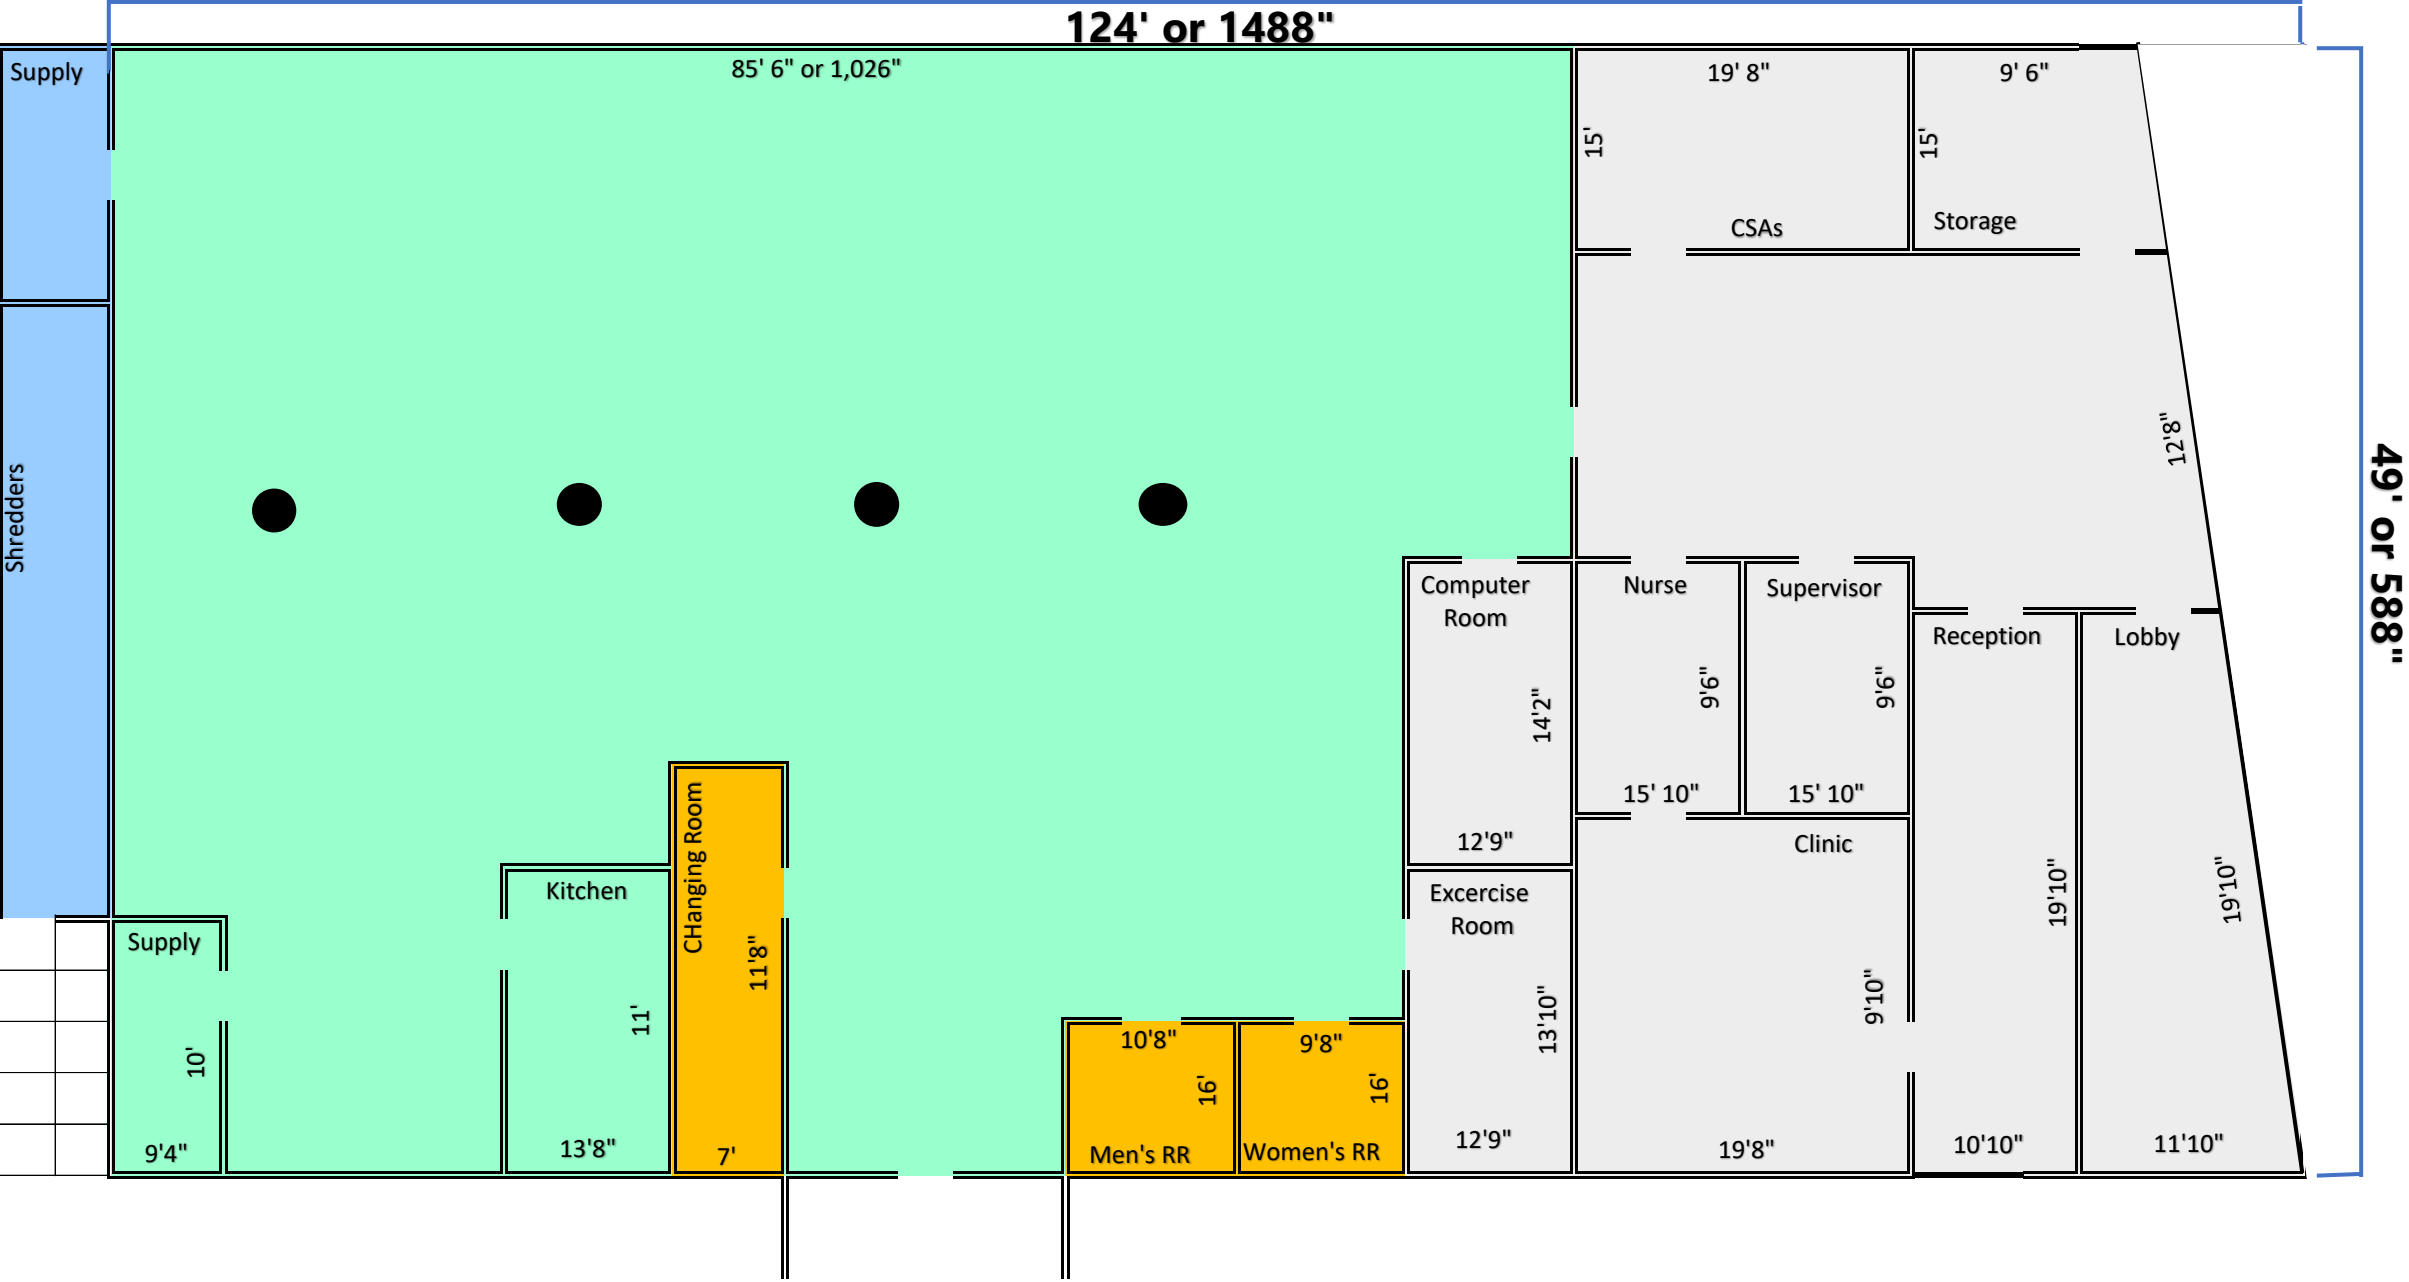 124' or 1488"
Supply
85' 6" or 1,026"
19' 8"
9' 6"
15'
15'
CSAs
Storage
12'8"
49' or 588"
Shredders
Computer
Room
Nurse
Supervisor
Reception
Lobby
14'2"
9'6"
9'6"
15' 10"
15' 10"
12'9"
Clinic
CHanging Room
Kitchen
Excercise
Room
19'10"
19'10"
Supply
11'8"
9'10"
11'
13'10"
10'
10'8"
9'8"
16'
16'
9'4"
13'8"
7'
Men's RR
Women's RR
12'9"
19'8"
10'10"
11'10"